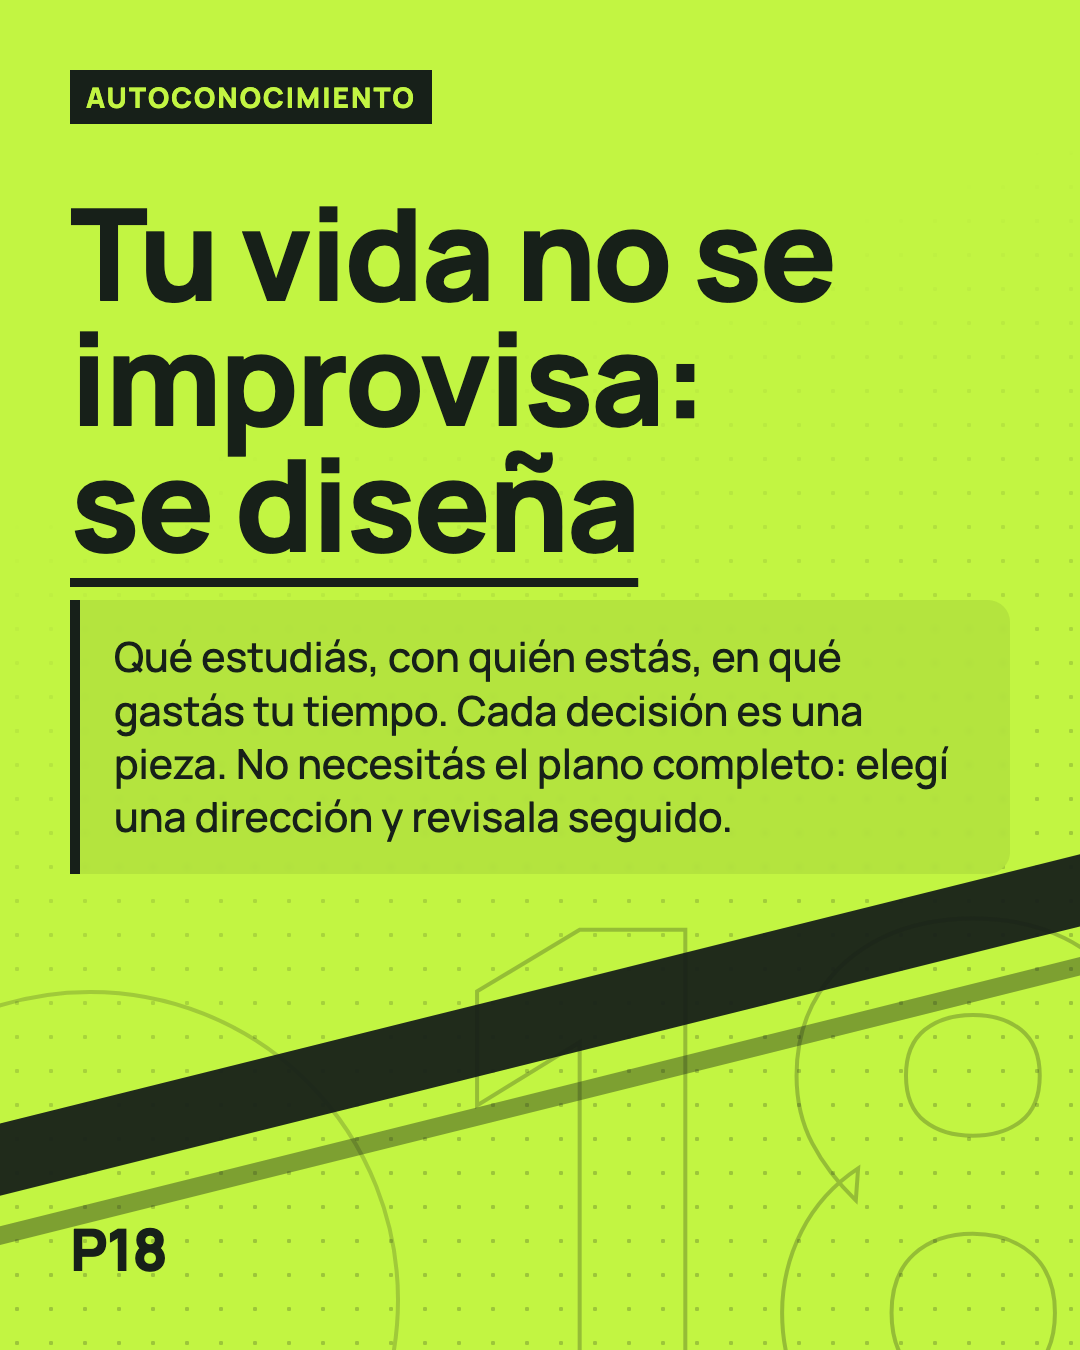 AUTOCONOCIMIENTO
Tu vida no se
improvisa:
se diseña
Qué estudiás, con quién estás, en qué
gastás tu tiempo. Cada decisión es una
pieza. No necesitás el plano completo: elegí
una dirección y revisala seguido.
18
P18